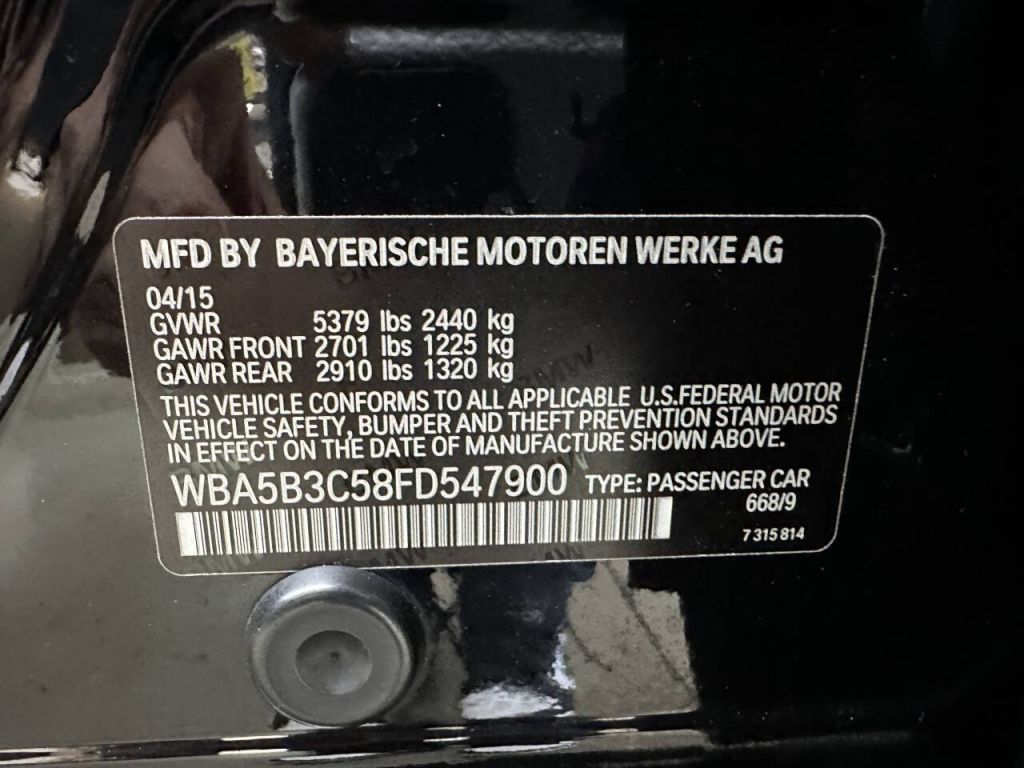 MFD BY BAYERISCHE MOTOREN WERKE AG
04/15
GVWR 5379 lbs 2440 kg
GAWR FRONT 2701 lbs 1225 kg
GAWR REAR 2910 lbs 1320 kg
THIS VEHICLE CONFORMS TO ALL APPLICABLE U.S.FEDERAL MOTOR
VEHICLE SAFETY, BUMPER AND THEFT PREVENTION STANDARDS
IN EFFECT ON THE DATE OF MANUFACTURE SHOWN ABOVE.
WBA5B3C58FD547900 TYPE: PASSENGER CAR
668/9
7 315 814